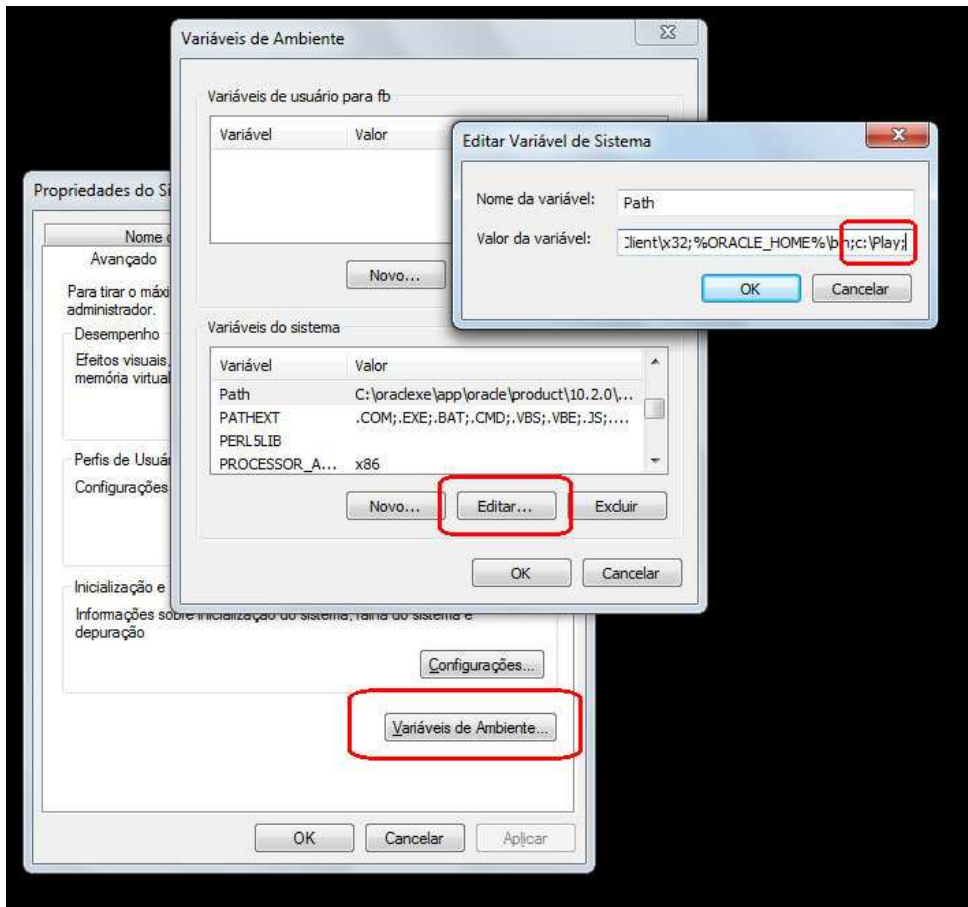 Variáveis de Ambiente
Variáveis de usuário para fb
Variável Valor
Novo...
Editar Variável de Sistema
Nome da variável: Path
Valor da variável: Client\x32;%ORACLE_HOME%\bin;c:\Play;
OK Cancelar
Variáveis do sistema
Variável Valor
Path C:\oraclexe\app\oracle\product\10.2.0\...
PATHEXT .COM;.EXE;.BAT;.CMD;.VBS;.VBE;.JS;....
PERL5LIB
PROCESSOR_A... x86
Novo... Editar... Excluir
OK Cancelar
Propriedades do Si
Nome
Avançado
Para tirar o máxi
administrador.
Desempenho
Efeitos visuais,
memória virtual
Perfis de Usuá
Configurações
Inicialização e
Informações sobre inicialização do sistema, falha do sistema e
depuração
Configurações...
Variáveis de Ambiente...
OK Cancelar Aplicar